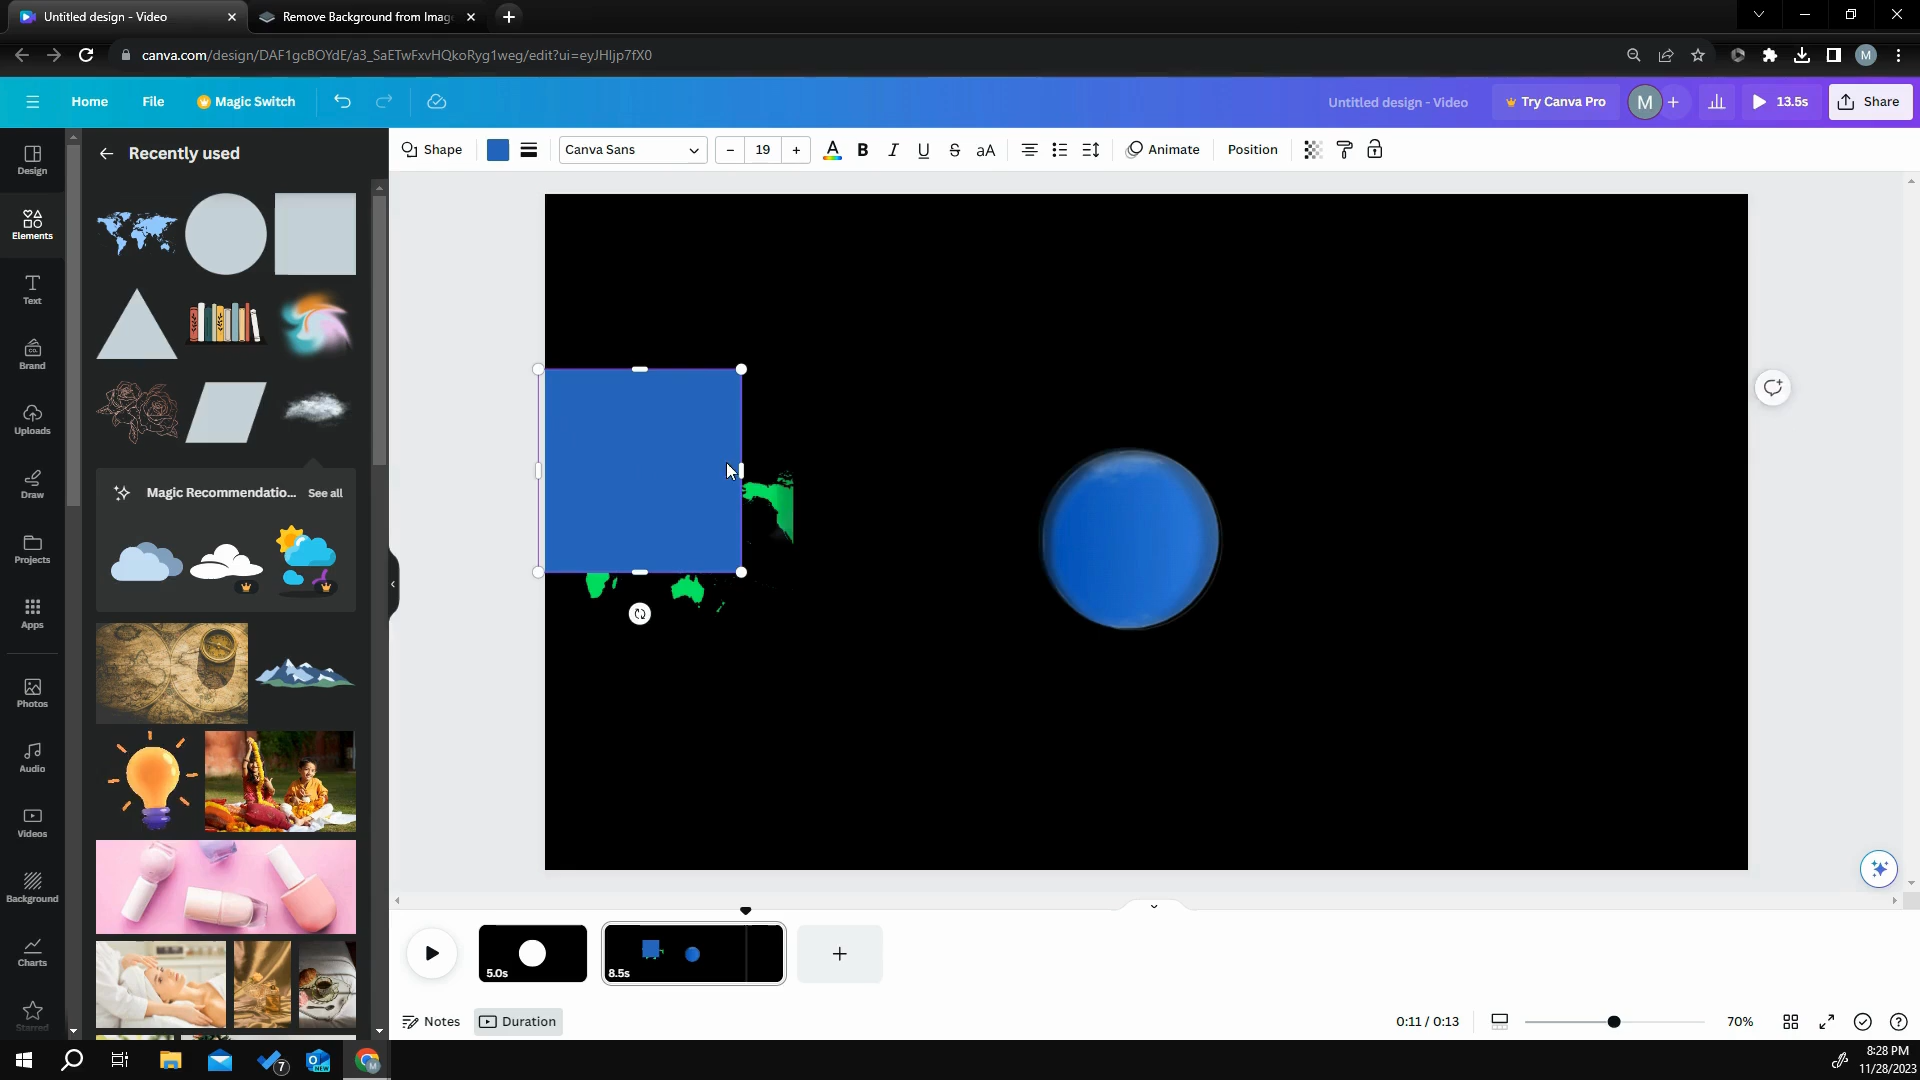 Untitled design - Video
Remove Background from Imag
canva.com/design/DAF1gcBOYdE/a3_SaETwFxvHQkoRyg1weg/edit?ui=eyJHIjp7fX0
M
Home
File
Magic Switch
Untitled design - Video
Try Canva Pro
M
+
13.5s
Share
Design
Elements
Text
Brand
Uploads
Draw
Projects
Apps
Photos
Audio
Videos
Background
Charts
Starred
Recently used
Magic Recommendatio...
See all
Shape
Canva Sans
–
19
+
A
B
I
U
S
aA
Animate
Position
5.0s
8.5s
+
Notes
Duration
0:11 / 0:13
70%
7
NEW
8:28 PM
11/28/2023